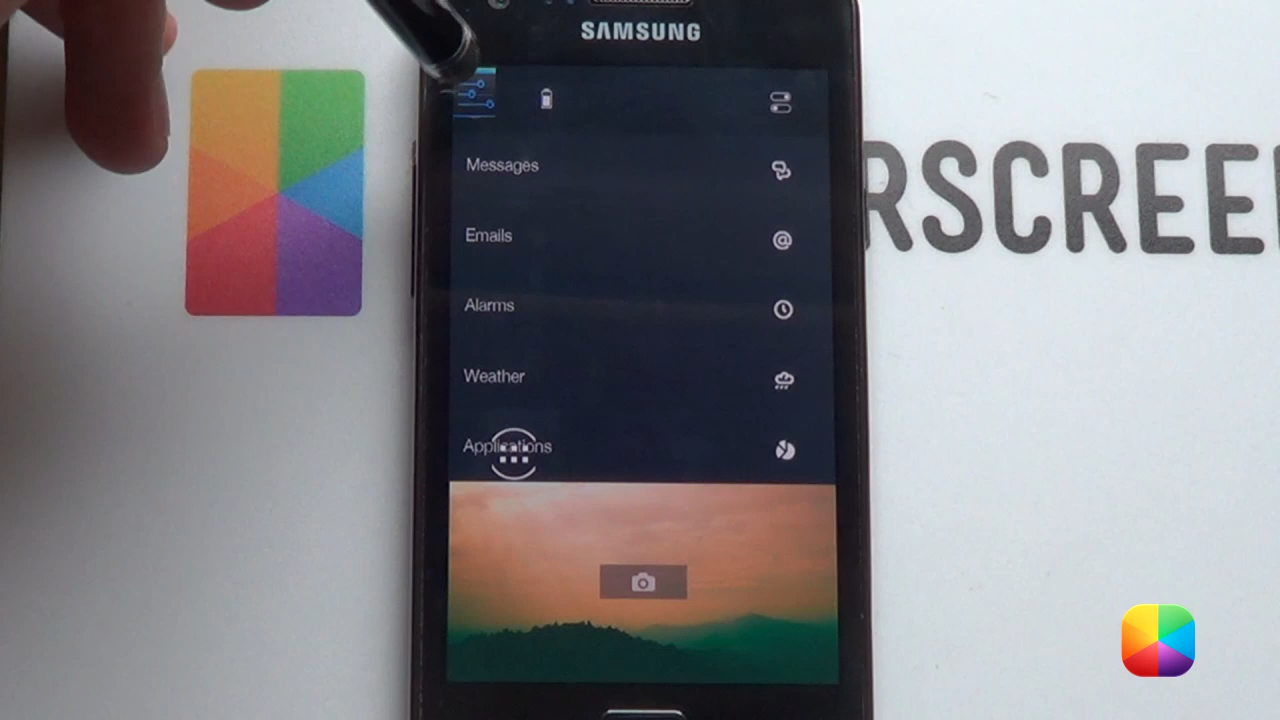 SAMSUNG
RSCREE
Messages
Emails
@
Alarms
Weather
Applications